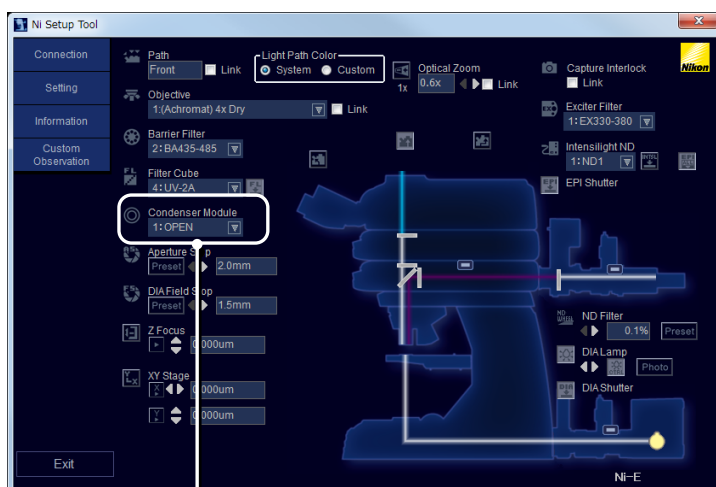 Ni Setup Tool
Connection
Setting
Information
Custom
Observation
Exit
Path
Front
Link
Light Path Color
System
Custom
1x
Optical Zoom
0.6x
Link
Capture Interlock
Link
Nikon
Objective
1:(Achromat) 4x Dry
Link
Exciter Filter
1:EX330-380
Barrier Filter
2:BA435-485
Intensilight ND
1:ND1
EPI Shutter
FL
Filter Cube
4:UV-2A
Condenser Module
1:OPEN
Aperture
Preset
2.0mm
DIA Field Stop
Preset
1.5mm
Z Focus
0.000um
XY Stage
X
0.000um
Y
0.000um
ND Filter
0.1%
Preset
DIA Lamp
Photo
DIA Shutter
Ni-E